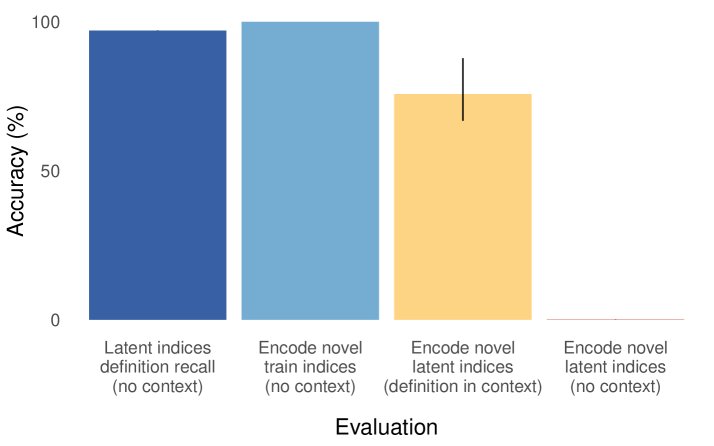 100
50
0
Accuracy (%)
Latent indices
definition recall
(no context)
Encode novel
train indices
(no context)
Encode novel
latent indices
(definition in context)
Encode novel
latent indices
(no context)
Evaluation